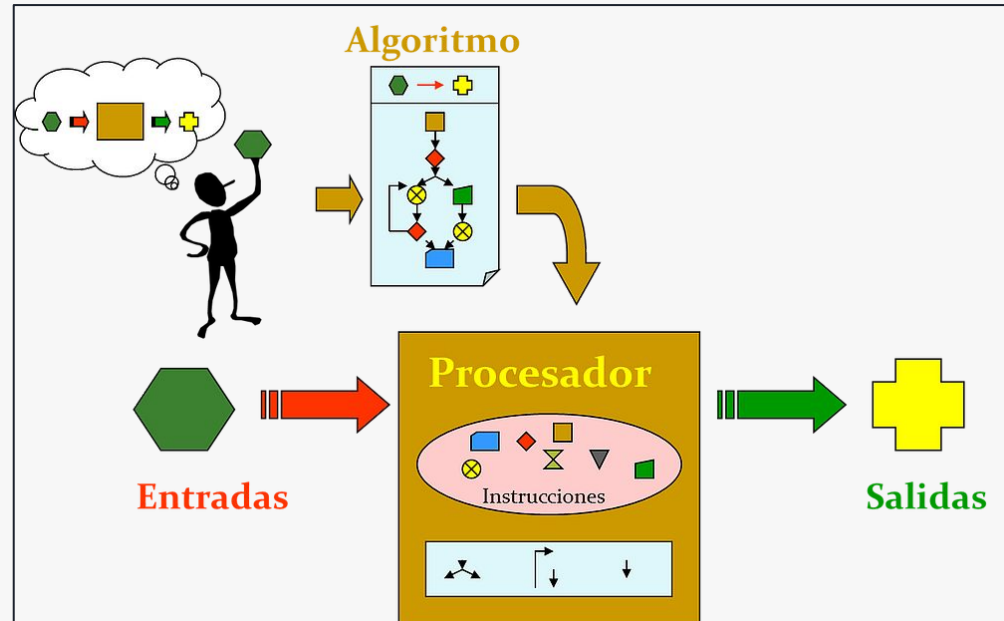 Algoritmo
Procesador
Instrucciones
Entradas
Salidas